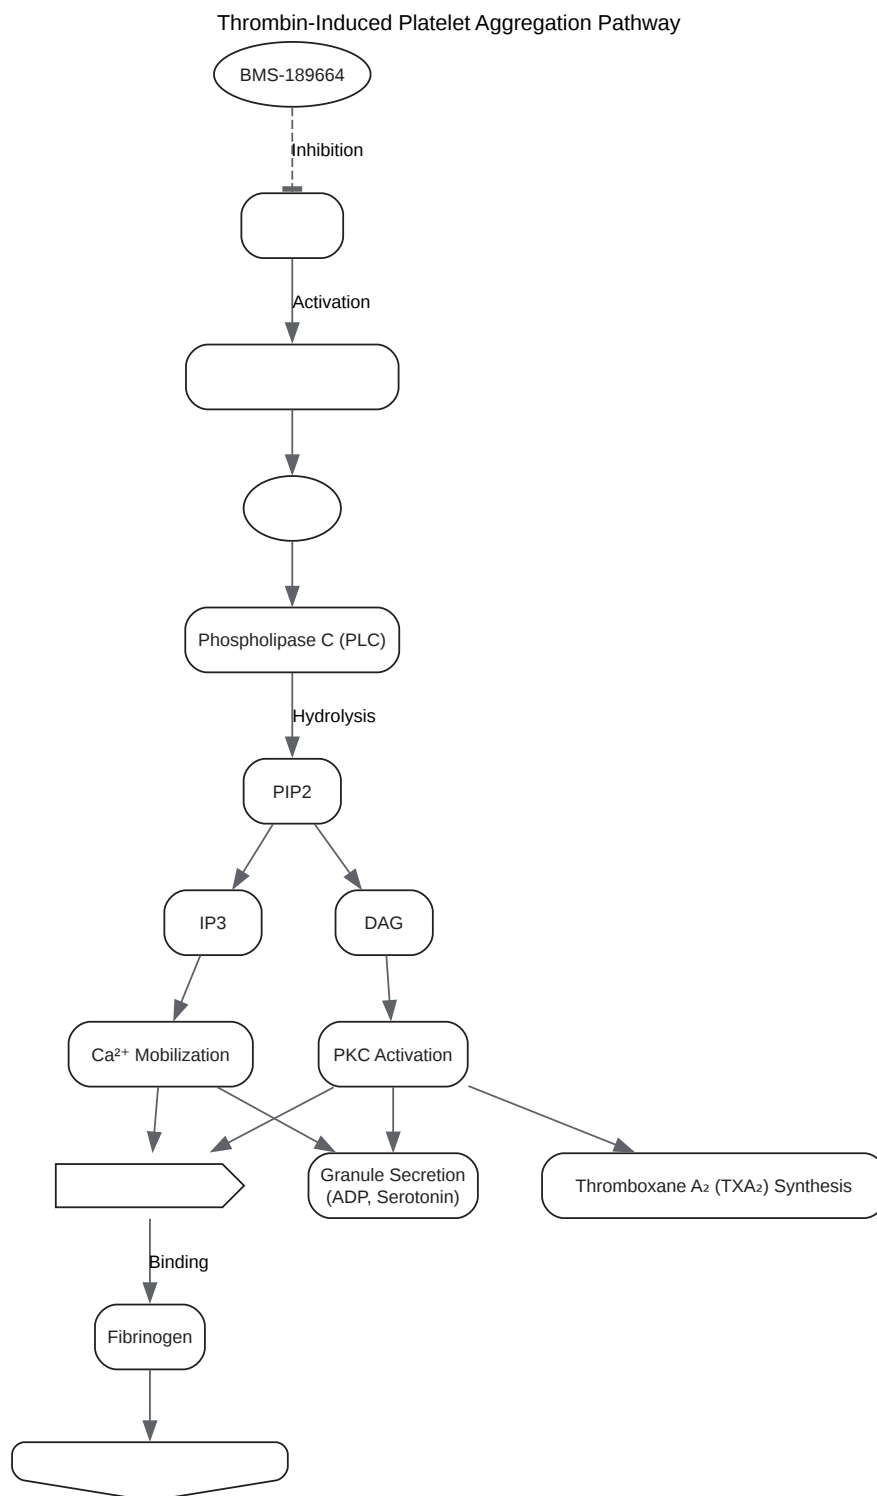 Thrombin-Induced Platelet Aggregation Pathway
BMS-189664
Inhibition
Activation
Phospholipase C (PLC)
Hydrolysis
PIP2
IP3
DAG
Ca²⁺ Mobilization
PKC Activation
Granule Secretion
(ADP, Serotonin)
Thromboxane A₂ (TXA₂) Synthesis
Binding
Fibrinogen